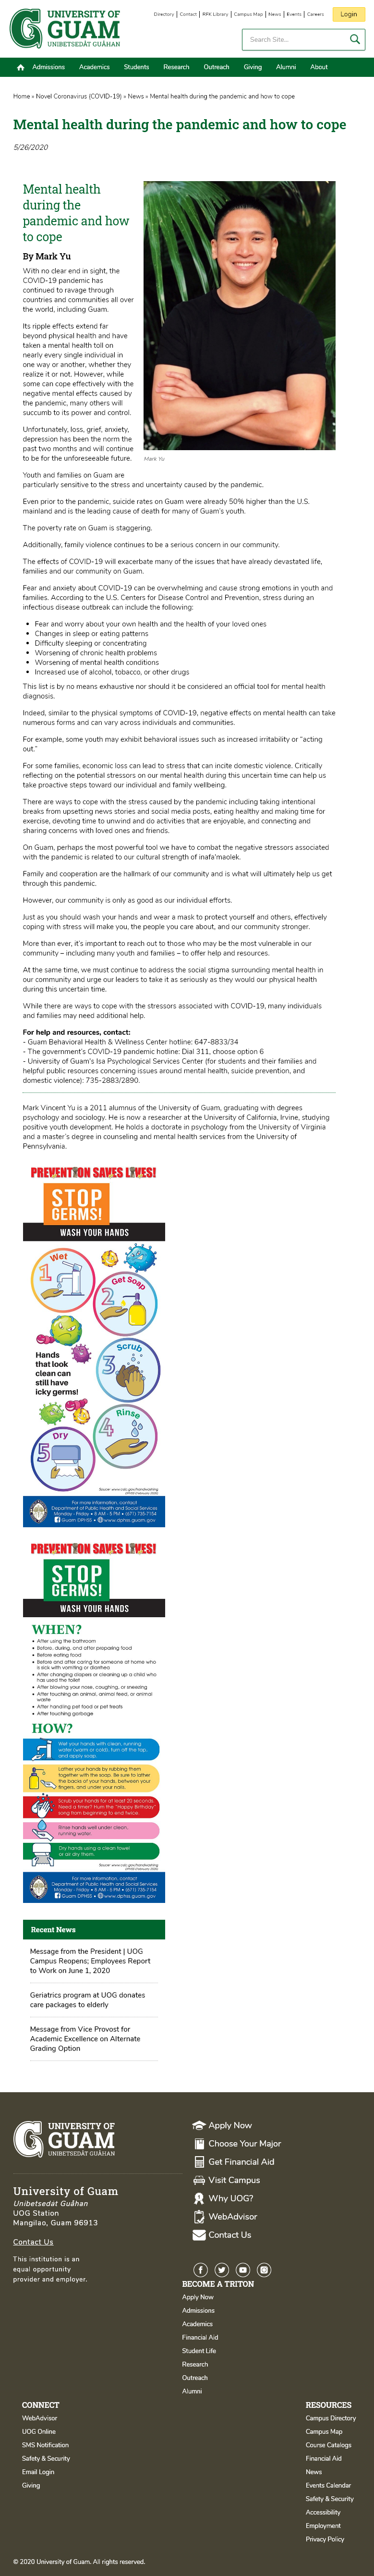 UNIVERSITY OF
GUAM
UNIBETSEDÅT GUÅHAN
Directory | Contact | RFK Library | Campus Map | News | Events | Careers
Login
Search Site...
Admissions Academics Students Research Outreach Giving Alumni About
Home » Novel Coronavirus (COVID-19) » News » Mental health during the pandemic and how to cope
Mental health during the pandemic and how to cope
5/26/2020
Mental health
during the
pandemic and how
to cope
By Mark Yu
With no clear end in sight, the
COVID-19 pandemic has
continued to ravage through
countries and communities all over
the world, including Guam.
Its ripple effects extend far
beyond physical health and have
taken a mental health toll on
nearly every single individual in
one way or another, whether they
realize it or not. However, while
some can cope effectively with the
negative mental effects caused by
the pandemic, many others will
succumb to its power and control.
Unfortunately, loss, grief, anxiety,
depression has been the norm the
past two months and will continue
to be for the unforeseeable future.
Mark Yu
Youth and families on Guam are
particularly sensitive to the stress and uncertainty caused by the pandemic.
Even prior to the pandemic, suicide rates on Guam were already 50% higher than the U.S.
mainland and is the leading cause of death for many of Guam's youth.
The poverty rate on Guam is staggering.
Additionally, family violence continues to be a serious concern in our community.
The effects of COVID-19 will exacerbate many of the issues that have already devastated life,
families and our community on Guam.
Fear and anxiety about COVID-19 can be overwhelming and cause strong emotions in youth and
families. According to the U.S. Centers for Disease Control and Prevention, stress during an
infectious disease outbreak can include the following:
• Fear and worry about your own health and the health of your loved ones
• Changes in sleep or eating patterns
• Difficulty sleeping or concentrating
• Worsening of chronic health problems
• Worsening of mental health conditions
• Increased use of alcohol, tobacco, or other drugs
This list is by no means exhaustive nor should it be considered an official tool for mental health
diagnosis.
Indeed, similar to the physical symptoms of COVID-19, negative effects on mental health can take
numerous forms and can vary across individuals and communities.
For example, some youth may exhibit behavioral issues such as increased irritability or "acting
out."
For some families, economic loss can lead to stress that can incite domestic violence. Critically
reflecting on the potential stressors on our mental health during this uncertain time can help us
take proactive steps toward our individual and family wellbeing.
There are ways to cope with the stress caused by the pandemic including taking intentional
breaks from upsetting news stories and social media posts, eating healthy and making time for
exercise, devoting time to unwind and do activities that one can enjoy, and connecting and
sharing concerns with loved ones and friends.
On Guam, perhaps the most powerful tool we have to combat the negative stressors associated
with the pandemic is related to our cultural strength of inafa'maolek.
Family and cooperation are the hallmark of our community and is what will ultimately help us get
through this pandemic.
However, our community is only as good as our individual efforts.
Just as you should wash your hands and wear a mask to protect yourself and others, effectively
coping with stress will make you, the people you care about, and our community stronger.
More than ever, it's important to reach out to those who may be the most vulnerable in our
community – including many youth and families – to offer help and resources.
At the same time, we must continue to address the social stigma surrounding mental health in
our community and urge our leaders to take it as seriously as they would our physical health
during this uncertain time.
While there are ways to cope with the stressors associated with COVID-19, many individuals
and families may need additional help.
For help and resources, contact:
- Guam Behavioral Health & Wellness Center hotline: 647-8833/34
- The government's COVID-19 pandemic hotline: Dial 311, choose option 6
- University of Guam's Isa Psychological Services Center (for students and their families and
helpful public resources concerning issues around mental health, suicide prevention, and
domestic violence): 735-2883/2890.
Mark Vincent Yu is a 2011 alumnus of the University of Guam, graduating with degrees
psychology and sociology. He is now a researcher at the University of California, Irvine, studying
positive youth development. He holds a doctorate in psychology from the University of Virginia
and a master's degree in counseling and mental health services from the University of
Pennsylvania.
PREVENTION SAVES LIVES!
STOP
GERMS!
WASH YOUR HANDS
Wet
1
Get Soap
2
Hands
that look
clean can
still have
icky germs!
Scrub
3
Rinse
4
Dry
5
For more information, contact
Department of Public Health and Social Services
Monday - Friday • 8 AM - 5 PM • (671) 735-7154
Guam DPHSS • www.dphss.guam.gov
PREVENTION SAVES LIVES!
STOP
GERMS!
WASH YOUR HANDS
WHEN?
• After using the bathroom
• Before, during, and after preparing food
• Before eating food
• Before and after caring for someone at home who
is sick with vomiting or diarrhea
• After changing diapers or cleaning up a child who
has used the toilet
• After blowing your nose, coughing, or sneezing
• After touching an animal, animal feed, or animal
waste
• After handling pet food or pet treats
• After touching garbage
HOW?
Wet your hands with clean, running
water (warm or cold), turn off the tap,
and apply soap.
Lather your hands by rubbing them
together with the soap. Be sure to lather
the backs of your hands, between your
fingers, and under your nails.
Scrub your hands for at least 20 seconds.
Need a timer? Hum the "Happy Birthday"
song from beginning to end twice.
Rinse hands well under clean,
running water.
Dry hands using a clean towel
or air dry them.
For more information, contact
Department of Public Health and Social Services
Monday - Friday • 8 AM - 5 PM • (671) 735-7154
Guam DPHSS • www.dphss.guam.gov
Recent News
Message from the President | UOG
Campus Reopens; Employees Report
to Work on June 1, 2020
Geriatrics program at UOG donates
care packages to elderly
Message from Vice Provost for
Academic Excellence on Alternate
Grading Option
UNIVERSITY OF
GUAM
UNIBETSEDÅT GUÅHAN
University of Guam
Unibetsedåt Guåhan
UOG Station
Mangilao, Guam 96913
Contact Us
This institution is an
equal opportunity
provider and employer.
Apply Now
Choose Your Major
Get Financial Aid
Visit Campus
Why UOG?
WebAdvisor
Contact Us
BECOME A TRITON
Apply Now
Admissions
Academics
Financial Aid
Student Life
Research
Outreach
Alumni
CONNECT
WebAdvisor
UOG Online
SMS Notification
Safety & Security
Email Login
Giving
RESOURCES
Campus Directory
Campus Map
Course Catalogs
Financial Aid
News
Events Calendar
Safety & Security
Accessibility
Employment
Privacy Policy
© 2020 University of Guam. All rights reserved.